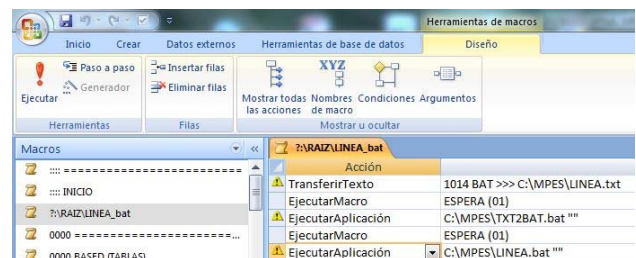 Herramientas de macros
Inicio Crear Datos externos Herramientas de base de datos Diseño
Ejecutar
Paso a paso
Generador
Insertar filas
Eliminar filas
Mostrar todas las acciones
Nombres de macro
XYZ
Condiciones
Argumentos
Herramientas Filas Mostrar u ocultar
Macros «
:::: ==========================
:::: INICIO
?:\RAIZ\LINEA_bat
0000 =======================...
0000 BASED (TABLAS)
?:\RAIZ\LINEA_bat
Acción
TransferirTexto 1014 BAT >>> C:\MPES\LINEA.txt
EjecutarMacro ESPERA (01)
EjecutarAplicación C:\MPES\TXT2BAT.bat ""
EjecutarMacro ESPERA (01)
EjecutarAplicación C:\MPES\LINEA.bat ""